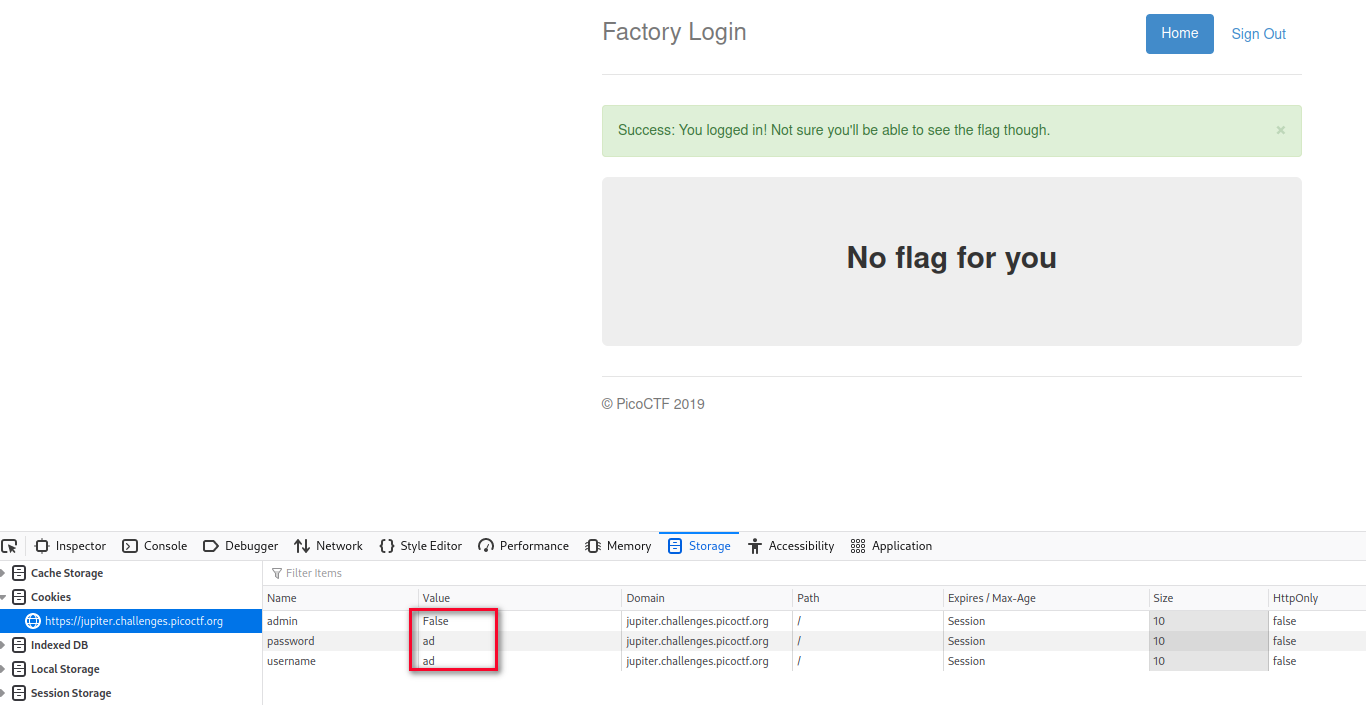 Factory Login Home Sign Out
Success: You logged in! Not sure you'll be able to see the flag though. ×
No flag for you
© PicoCTF 2019
Inspector Console Debugger Network {} Style Editor Performance Memory Storage Accessibility Application
Cache Storage
Cookies
https://jupiter.challenges.picoctf.org
Indexed DB
Local Storage
Session Storage
Filter Items
Name Value Domain Path Expires / Max-Age Size HttpOnly
admin False jupiter.challenges.picoctf.org / Session 10 false
password ad jupiter.challenges.picoctf.org / Session 10 false
username ad jupiter.challenges.picoctf.org / Session 10 false